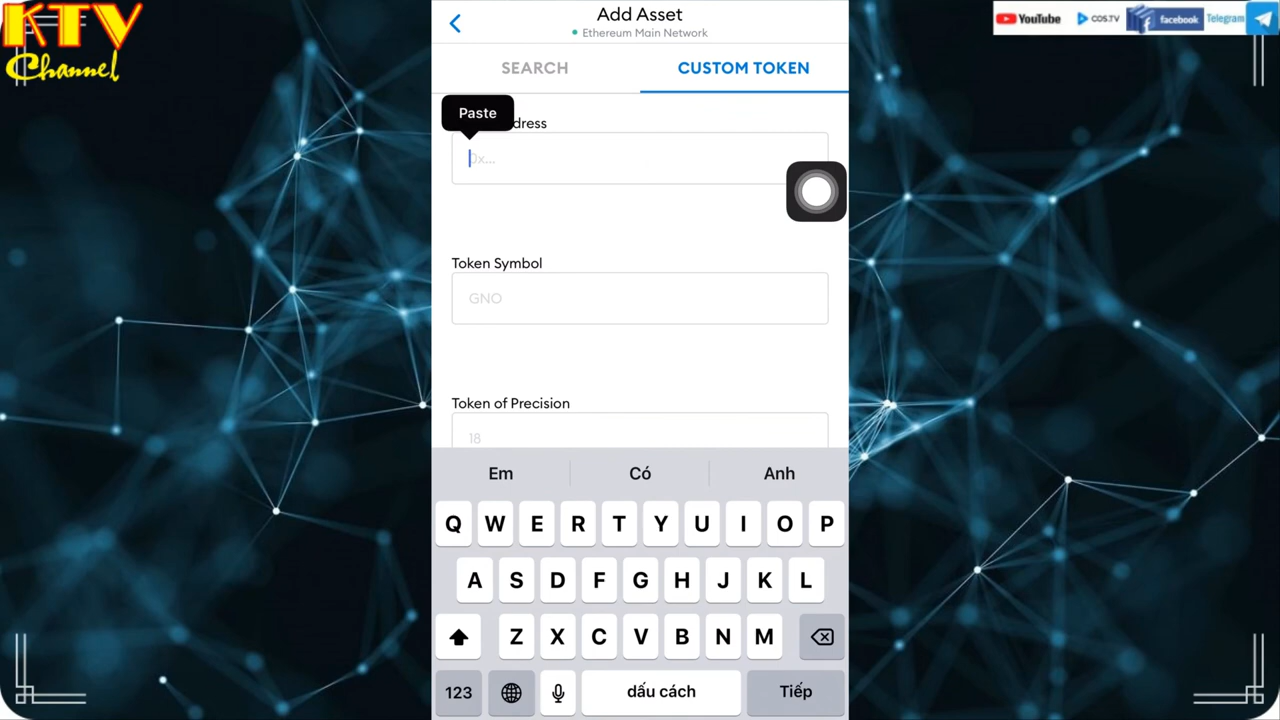 KTV
Channel
YouTube
COS.TV
facebook
Telegram
Add Asset
Ethereum Main Network
SEARCH
CUSTOM TOKEN
Paste
dress
0x...
Token Symbol
GNO
Token of Precision
18
Em
Có
Anh
Q W E R T Y U I O P
A S D F G H J K L
Z X C V B N M
123
dấu cách
Tiếp